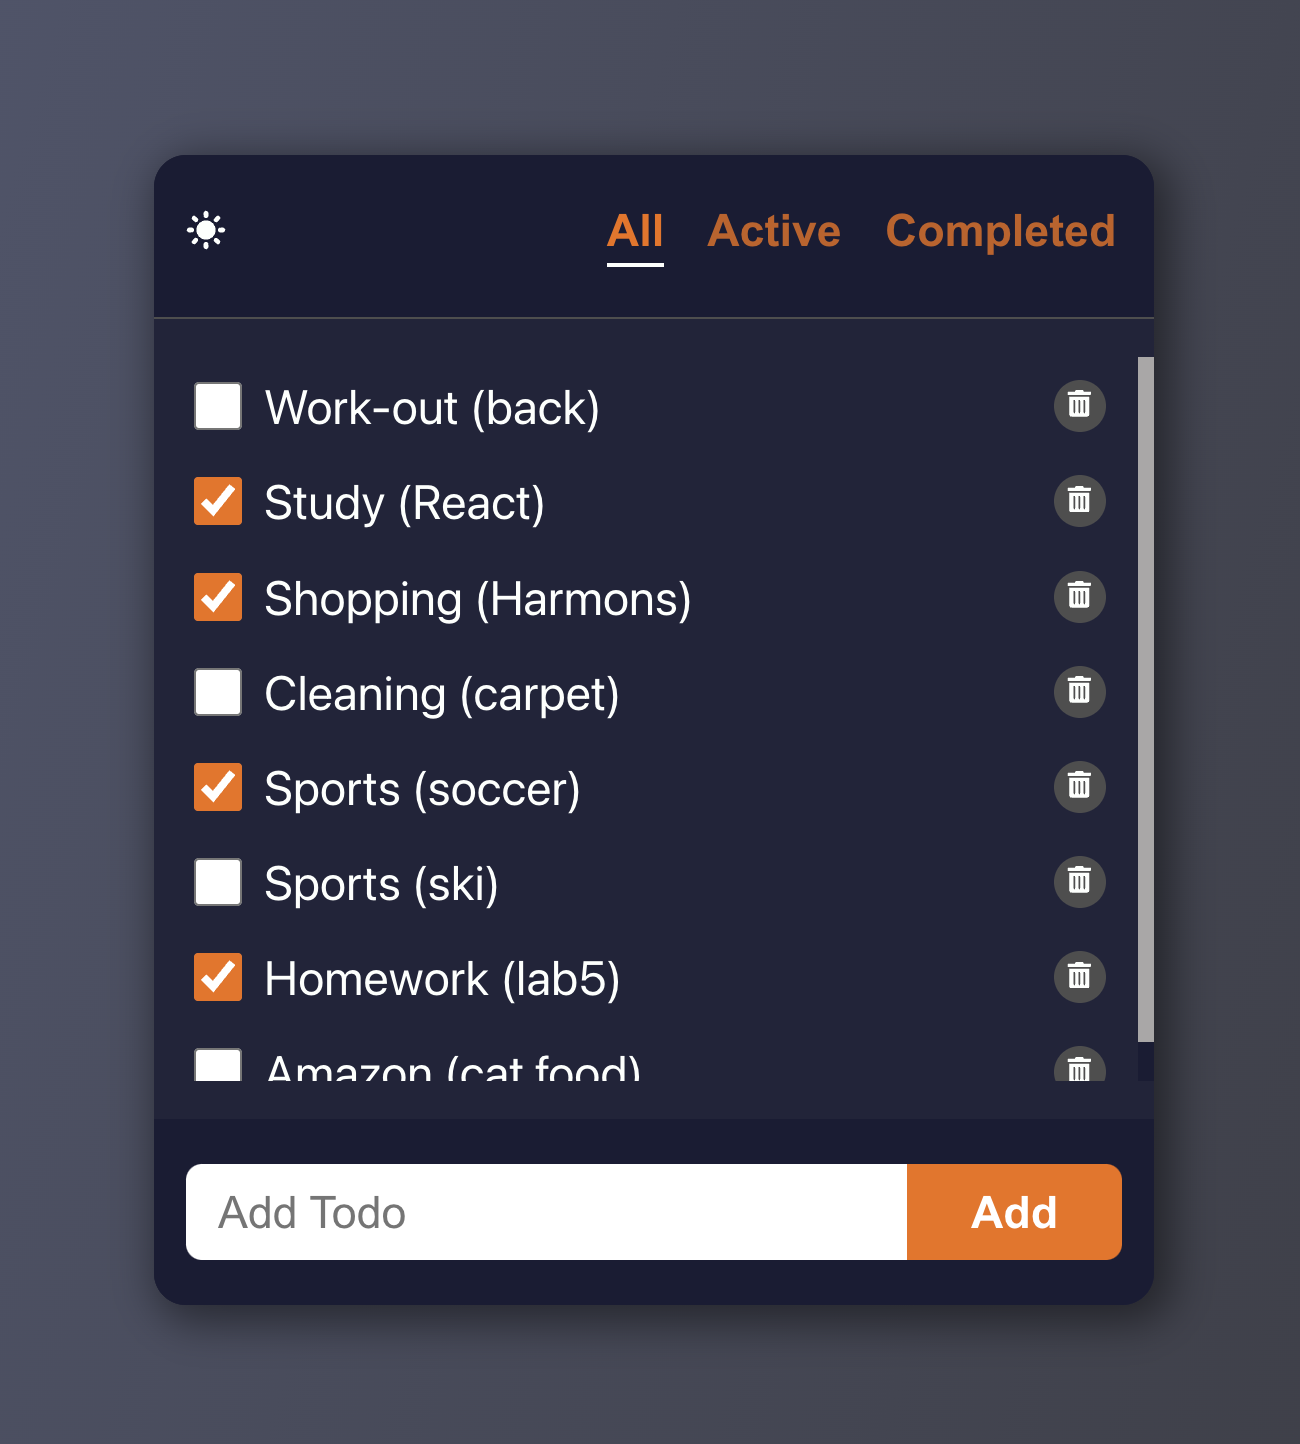 All Active Completed
Work-out (back)
Study (React)
Shopping (Harmons)
Cleaning (carpet)
Sports (soccer)
Sports (ski)
Homework (lab5)
Amazon (cat food)
Add Todo Add